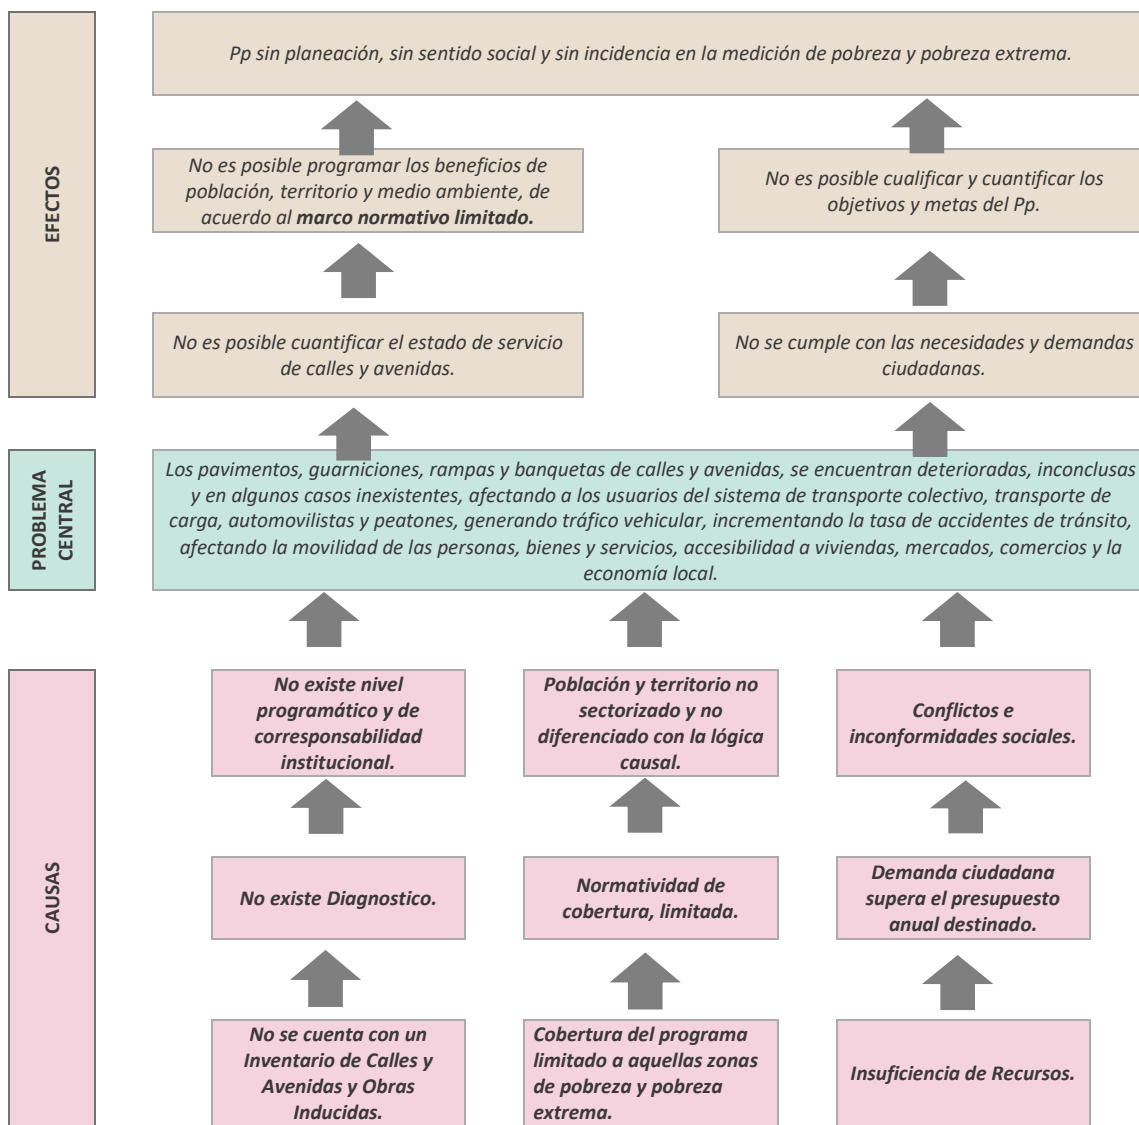 EFECTOS
Pp sin planeación, sin sentido social y sin incidencia en la medición de pobreza y pobreza extrema.
No es posible programar los beneficios de
población, territorio y medio ambiente, de
acuerdo al marco normativo limitado.
No es posible cualificar y cuantificar los
objetivos y metas del Pp.
No es posible cuantificar el estado de servicio
de calles y avenidas.
No se cumple con las necesidades y demandas
ciudadanas.
PROBLEMA
CENTRAL
Los pavimentos, guarniciones, rampas y banquetas de calles y avenidas, se encuentran deterioradas, inconclusas
y en algunos casos inexistentes, afectando a los usuarios del sistema de transporte colectivo, transporte de
carga, automovilistas y peatones, generando tráfico vehicular, incrementando la tasa de accidentes de tránsito,
afectando la movilidad de las personas, bienes y servicios, accesibilidad a viviendas, mercados, comercios y la
economía local.
CAUSAS
No existe nivel
programático y de
corresponsabilidad
institucional.
Población y territorio no
sectorizado y no
diferenciado con la lógica
causal.
Conflictos e
inconformidades sociales.
No existe Diagnostico.
Normatividad de
cobertura, limitada.
Demanda ciudadana
supera el presupuesto
anual destinado.
No se cuenta con un
Inventario de Calles y
Avenidas y Obras
Inducidas.
Cobertura del programa
limitado a aquellas zonas
de pobreza y pobreza
extrema.
Insuficiencia de Recursos.